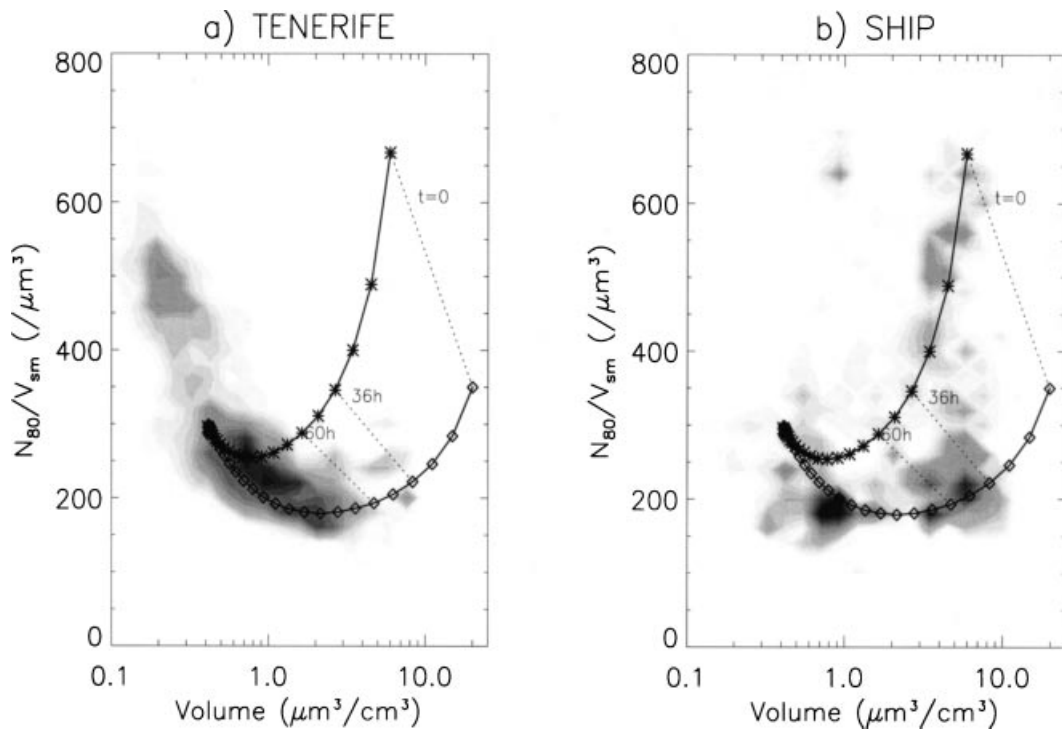 a) TENERIFE
b) SHIP
800
600
400
200
0
N80/Vsm (/μm³)
t=0
36h
60h
0.1
1.0
10.0
Volume (μm³/cm³)
800
600
400
200
0
N80/Vsm (/μm³)
t=0
36h
60h
0.1
1.0
10.0
Volume (μm³/cm³)